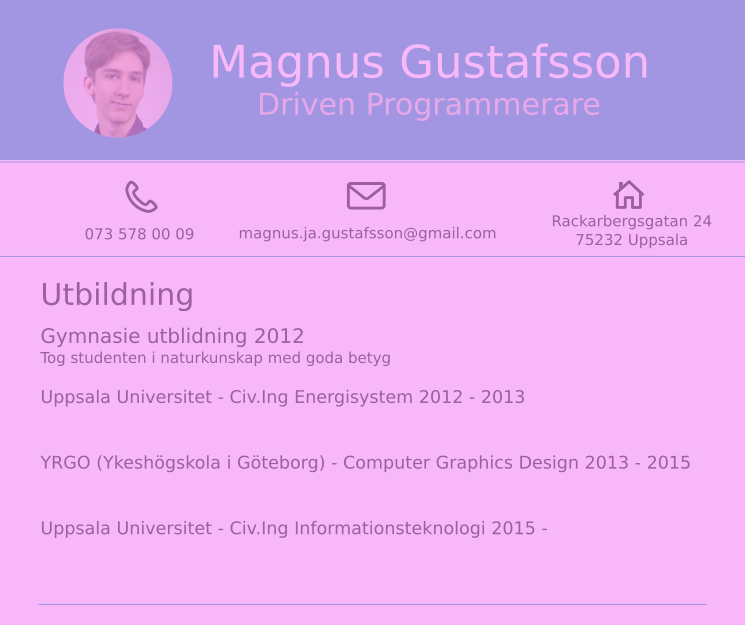 Magnus Gustafsson
Driven Programmerare
073 578 00 09
magnus.ja.gustafsson@gmail.com
Rackarbergsgatan 24
75232 Uppsala
Utbildning
Gymnasie utblidning 2012
Tog studenten i naturkunskap med goda betyg
Uppsala Universitet - Civ.Ing Energisystem 2012 - 2013
YRGO (Ykeshögskola i Göteborg) - Computer Graphics Design 2013 - 2015
Uppsala Universitet - Civ.Ing Informationsteknologi 2015 -